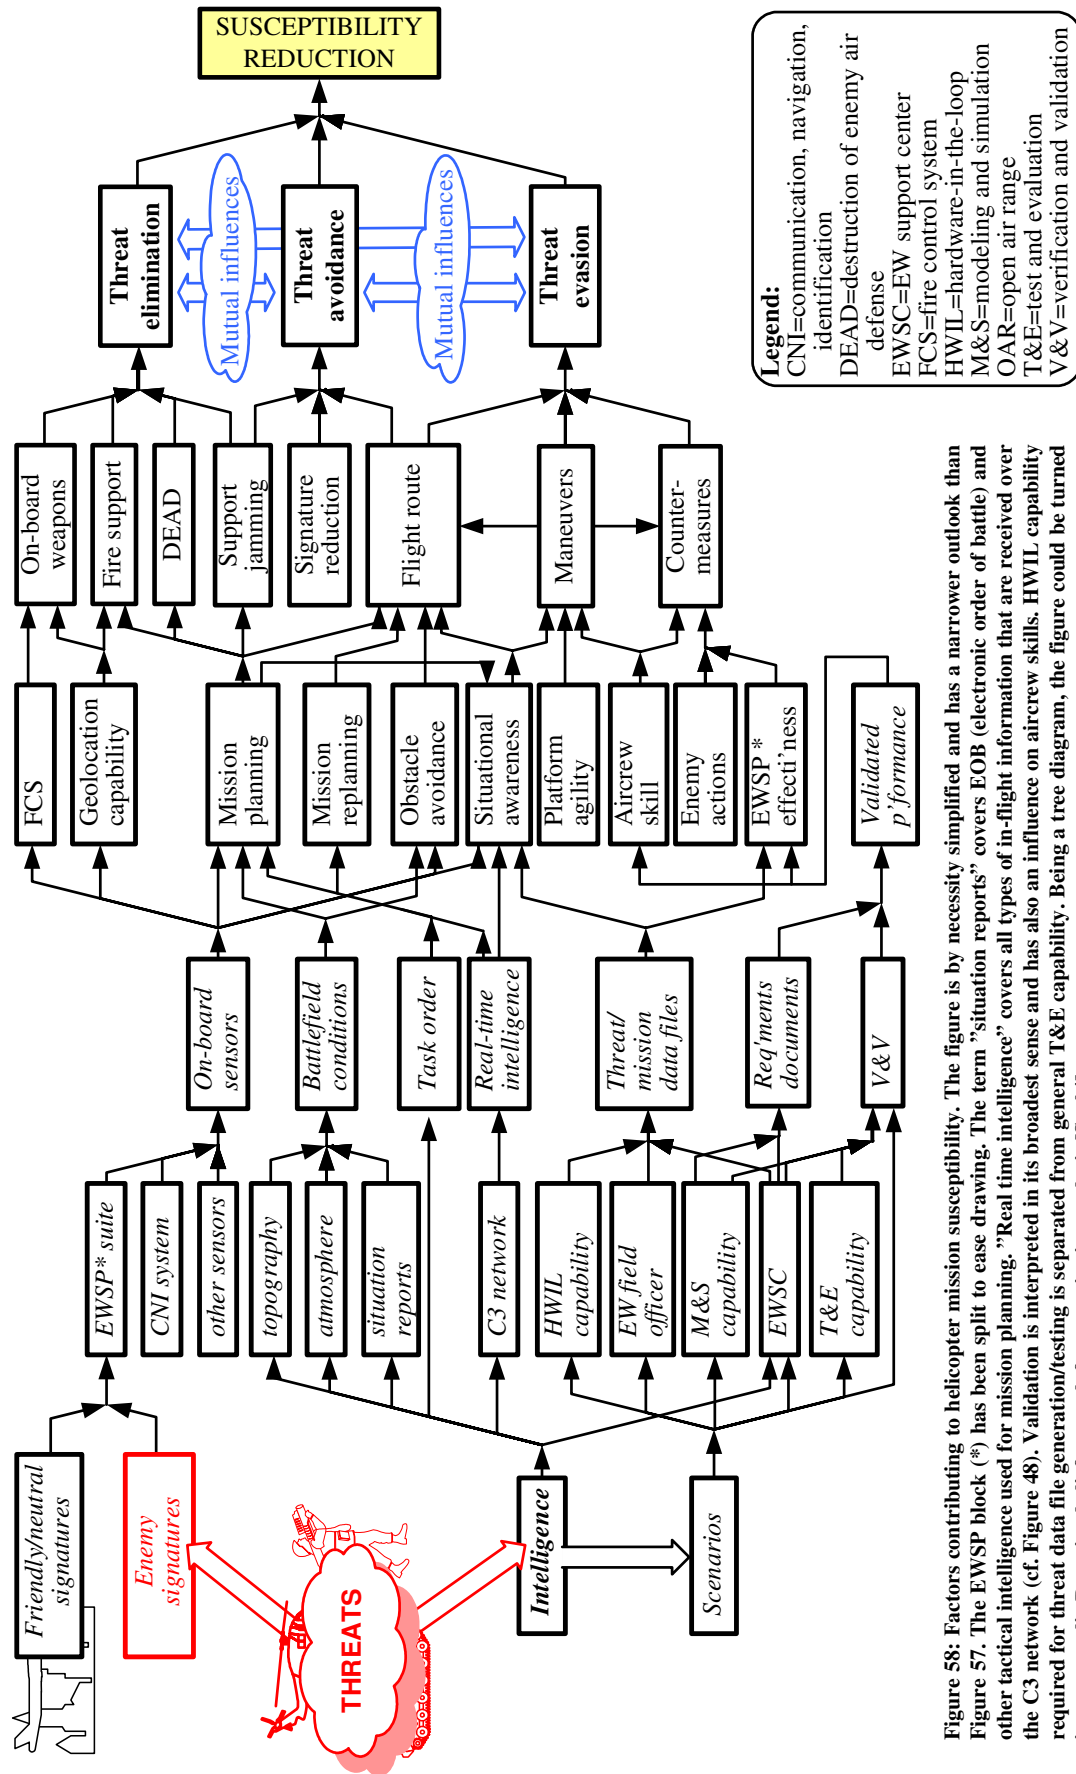 Friendly/neutral
signatures
Enemy
signatures
THREATS
Intelligence
Scenarios
EWSP* suite
CNI system
other sensors
topography
atmosphere
situation
reports
C3 network
HWIL
capability
EW field
officer
M&S
capability
EWSC
T&E
capability
On-board
sensors
Battlefield
conditions
Task order
Real-time
intelligence
Threat/
mission
data files
Req'ments
documents
V&V
FCS
Geolocation
capability
Mission
planning
Mission
replanning
Obstacle
avoidance
Situational
awareness
Platform
agility
Aircrew
skill
Enemy
actions
EWSP*
effecti'ness
Validated
p'formance
On-board
weapons
Fire support
DEAD
Support
jamming
Signature
reduction
Flight route
Maneuvers
Counter-
measures
Threat
elimination
Mutual influences
Threat
avoidance
Mutual influences
Threat
evasion
SUSCEPTIBILITY
REDUCTION
Legend:
CNI=communication, navigation,
identification
DEAD=destruction of enemy air
defense
EWSC=EW support center
FCS=fire control system
HWIL=hardware-in-the-loop
M&S=modeling and simulation
OAR=open air range
T&E=test and evaluation
V&V=verification and validation
Figure 58: Factors contributing to helicopter mission susceptibility. The figure is by necessity simplified and has a narrower outlook than
Figure 57. The EWSP block (*) has been split to ease drawing. The term ”situation reports” covers EOB (electronic order of battle) and
other tactical intelligence used for mission planning. ”Real time intelligence” covers all types of in-flight information that are received over
the C3 network (cf. Figure 48). Validation is interpreted in its broadest sense and has also an influence on aircrew skills. HWIL capability
required for threat data file generation/testing is separated from general T&E capability. Being a tree diagram, the figure could be turned